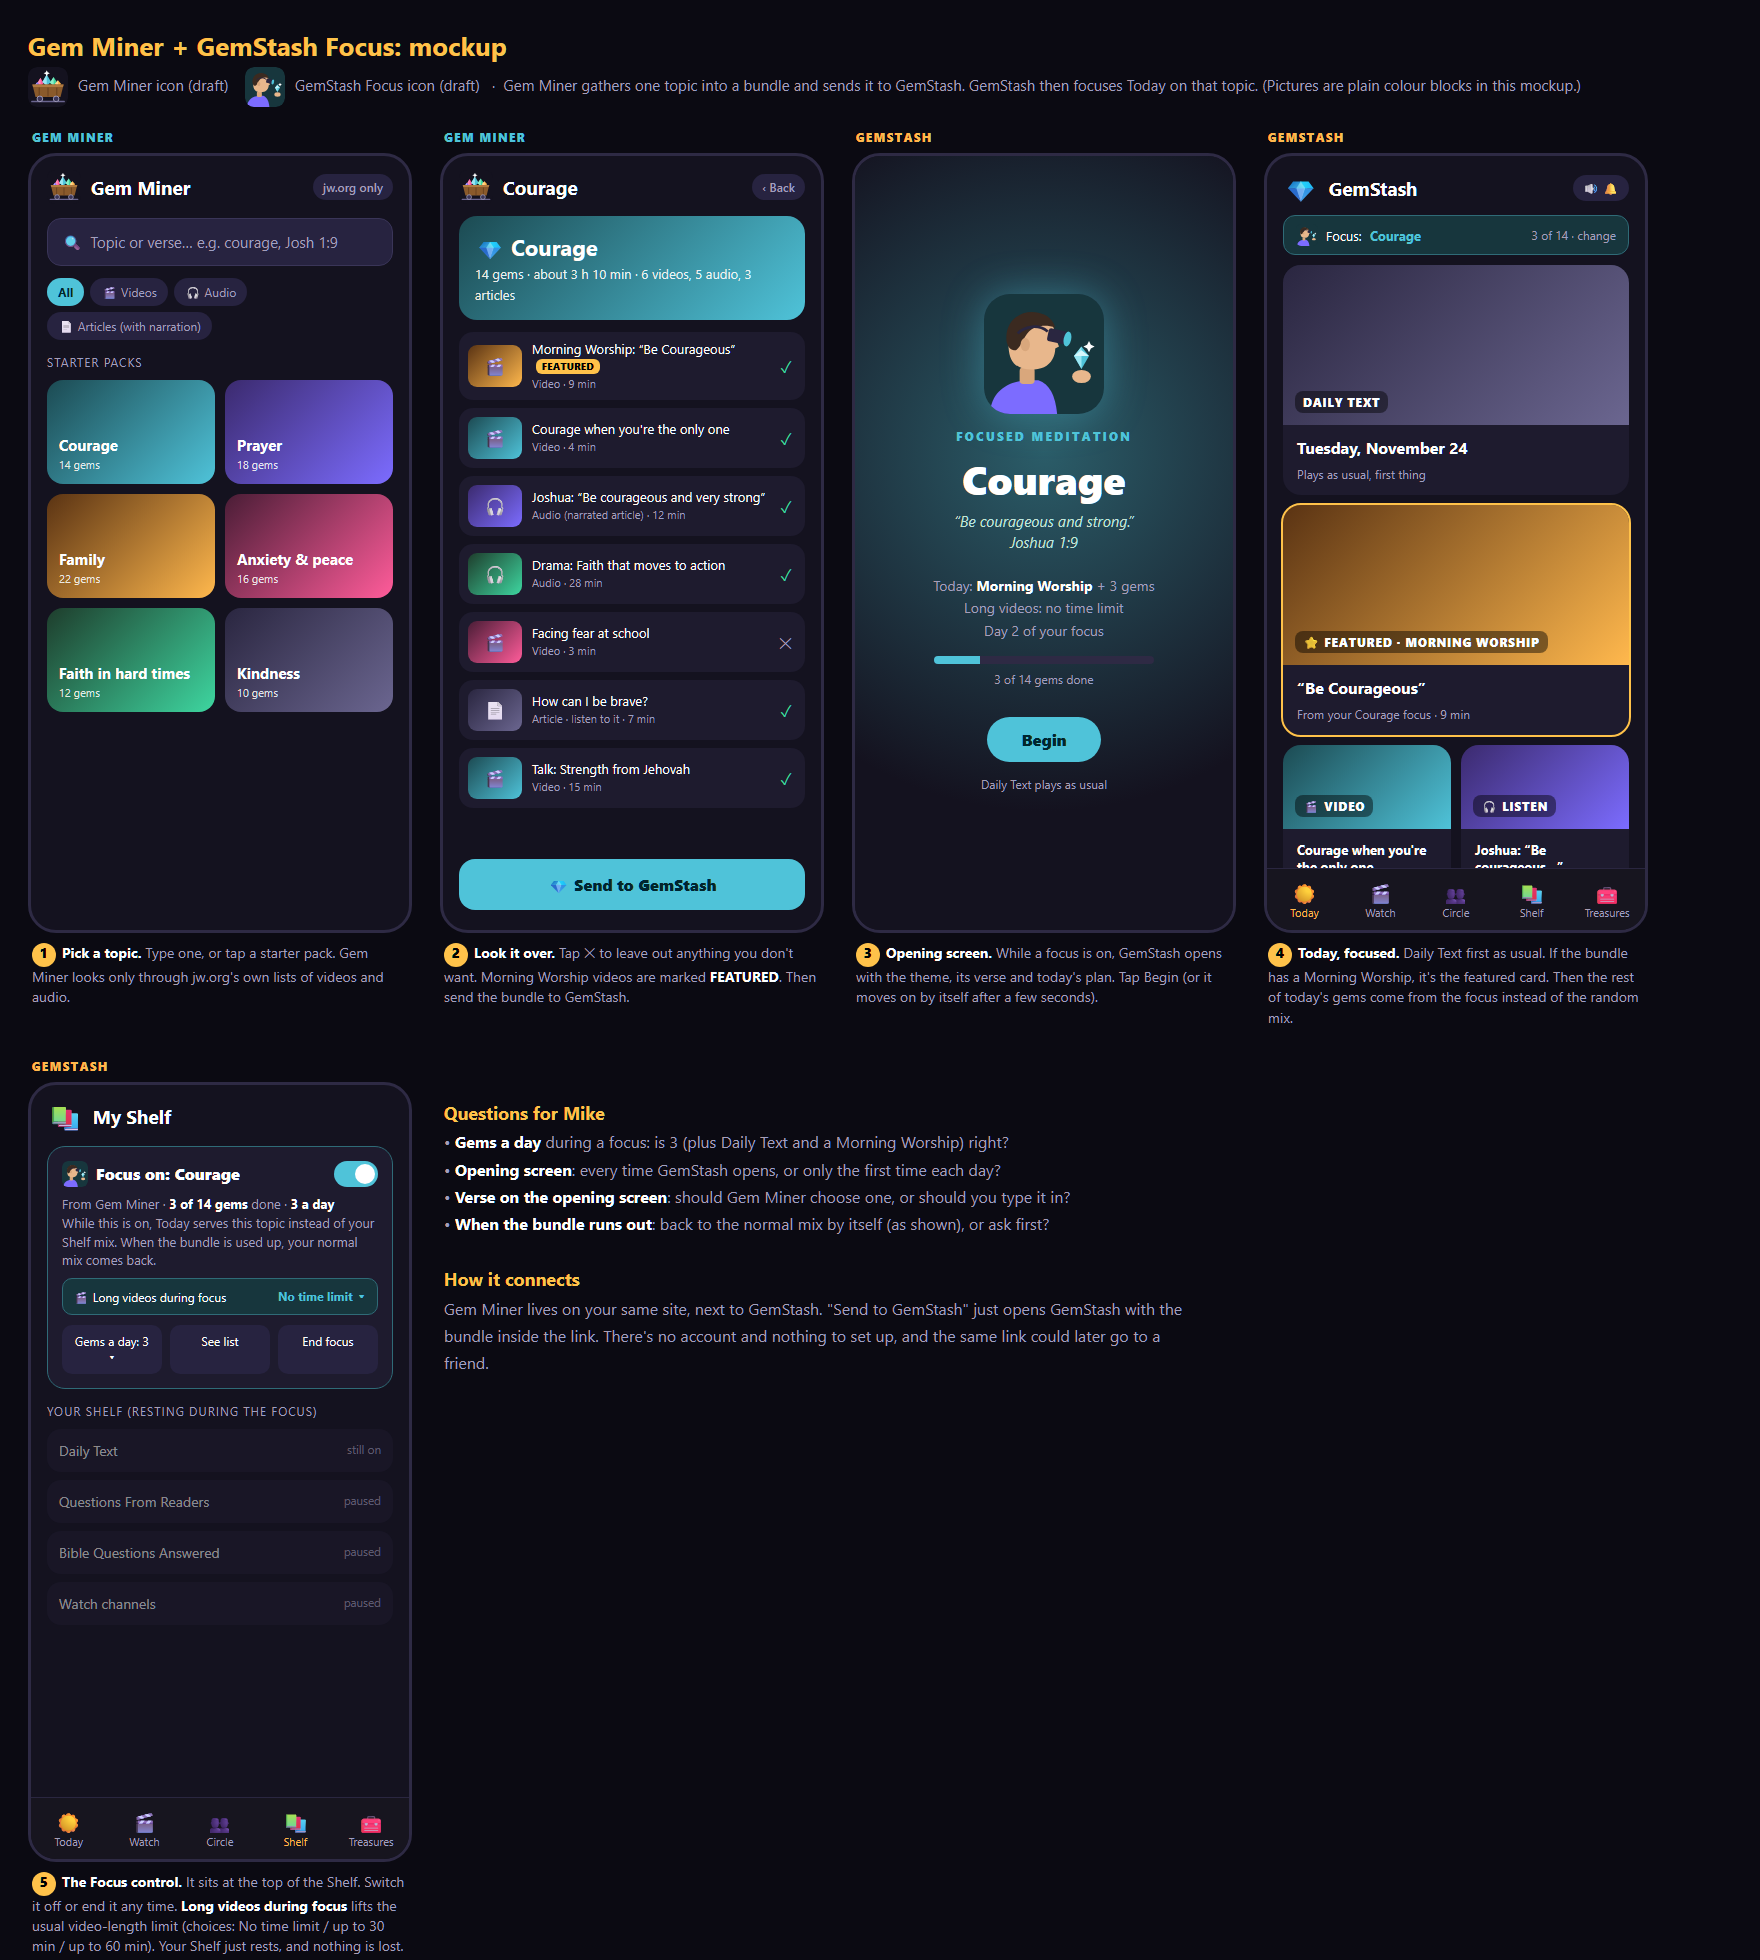 Gem Miner + GemStash Focus: mockup
Gem Miner icon (draft) GemStash Focus icon (draft) · Gem Miner gathers one topic into a bundle and sends it to GemStash. GemStash then focuses Today on that topic. (Pictures are plain colour blocks in this mockup.)
GEM MINER
Gem Miner
jw.org only
Topic or verse... e.g. courage, Josh 1:9
All
Videos
Audio
Articles (with narration)
STARTER PACKS
Courage
14 gems
Prayer
18 gems
Family
22 gems
Anxiety & peace
16 gems
Faith in hard times
12 gems
Kindness
10 gems
1 Pick a topic. Type one, or tap a starter pack. Gem
Miner looks only through jw.org's own lists of videos and
audio.
GEM MINER
Courage
‹ Back
Courage
14 gems · about 3 h 10 min · 6 videos, 5 audio, 3
articles
Morning Worship: “Be Courageous”
FEATURED
Video · 9 min
✓
Courage when you're the only one
Video · 4 min
✓
Joshua: “Be courageous and very strong”
Audio (narrated article) · 12 min
✓
Drama: Faith that moves to action
Audio · 28 min
✓
Facing fear at school
Video · 3 min
✕
How can I be brave?
Article · listen to it · 7 min
✓
Talk: Strength from Jehovah
Video · 15 min
✓
Send to GemStash
2 Look it over. Tap ✕ to leave out anything you don't
want. Morning Worship videos are marked FEATURED. Then
send the bundle to GemStash.
GEMSTASH
FOCUSED MEDITATION
Courage
“Be courageous and strong.”
Joshua 1:9
Today: Morning Worship + 3 gems
Long videos: no time limit
Day 2 of your focus
3 of 14 gems done
Begin
Daily Text plays as usual
3 Opening screen. While a focus is on, GemStash opens
with the theme, its verse and today's plan. Tap Begin (or it
moves on by itself after a few seconds).
GEMSTASH
GemStash
Focus: Courage
3 of 14 · change
DAILY TEXT
Tuesday, November 24
Plays as usual, first thing
FEATURED · MORNING WORSHIP
“Be Courageous”
From your Courage focus · 9 min
VIDEO
Courage when you're
the only one
LISTEN
Joshua: “Be
courageous…”
Today
Watch
Circle
Shelf
Treasures
4 Today, focused. Daily Text first as usual. If the bundle
has a Morning Worship, it's the featured card. Then the rest
of today's gems come from the focus instead of the random
mix.
GEMSTASH
My Shelf
Focus on: Courage
From Gem Miner · 3 of 14 gems done · 3 a day
While this is on, Today serves this topic instead of your
Shelf mix. When the bundle is used up, your normal
mix comes back.
Long videos during focus
No time limit ▾
Gems a day: 3
▾
See list
End focus
YOUR SHELF (RESTING DURING THE FOCUS)
Daily Text
still on
Questions From Readers
paused
Bible Questions Answered
paused
Watch channels
paused
Today
Watch
Circle
Shelf
Treasures
5 The Focus control. It sits at the top of the Shelf. Switch
it off or end it any time. Long videos during focus lifts the
usual video-length limit (choices: No time limit / up to 30
min / up to 60 min). Your Shelf just rests, and nothing is lost.
Questions for Mike
• Gems a day during a focus: is 3 (plus Daily Text and a Morning Worship) right?
• Opening screen: every time GemStash opens, or only the first time each day?
• Verse on the opening screen: should Gem Miner choose one, or should you type it in?
• When the bundle runs out: back to the normal mix by itself (as shown), or ask first?
How it connects
Gem Miner lives on your same site, next to GemStash. "Send to GemStash" just opens GemStash with the
bundle inside the link. There's no account and nothing to set up, and the same link could later go to a
friend.